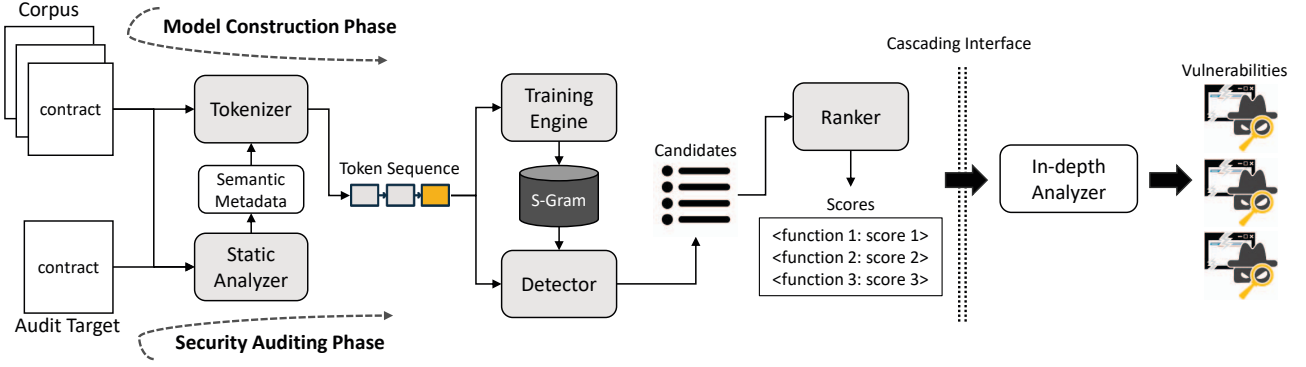 Corpus
Model Construction Phase
contract
Tokenizer
Semantic
Metadata
Static
Analyzer
contract
Audit Target
Security Auditing Phase
Token Sequence
Training
Engine
S-Gram
Detector
Candidates
Ranker
Scores
<function 1: score 1>
<function 2: score 2>
<function 3: score 3>
Cascading Interface
In-depth
Analyzer
Vulnerabilities